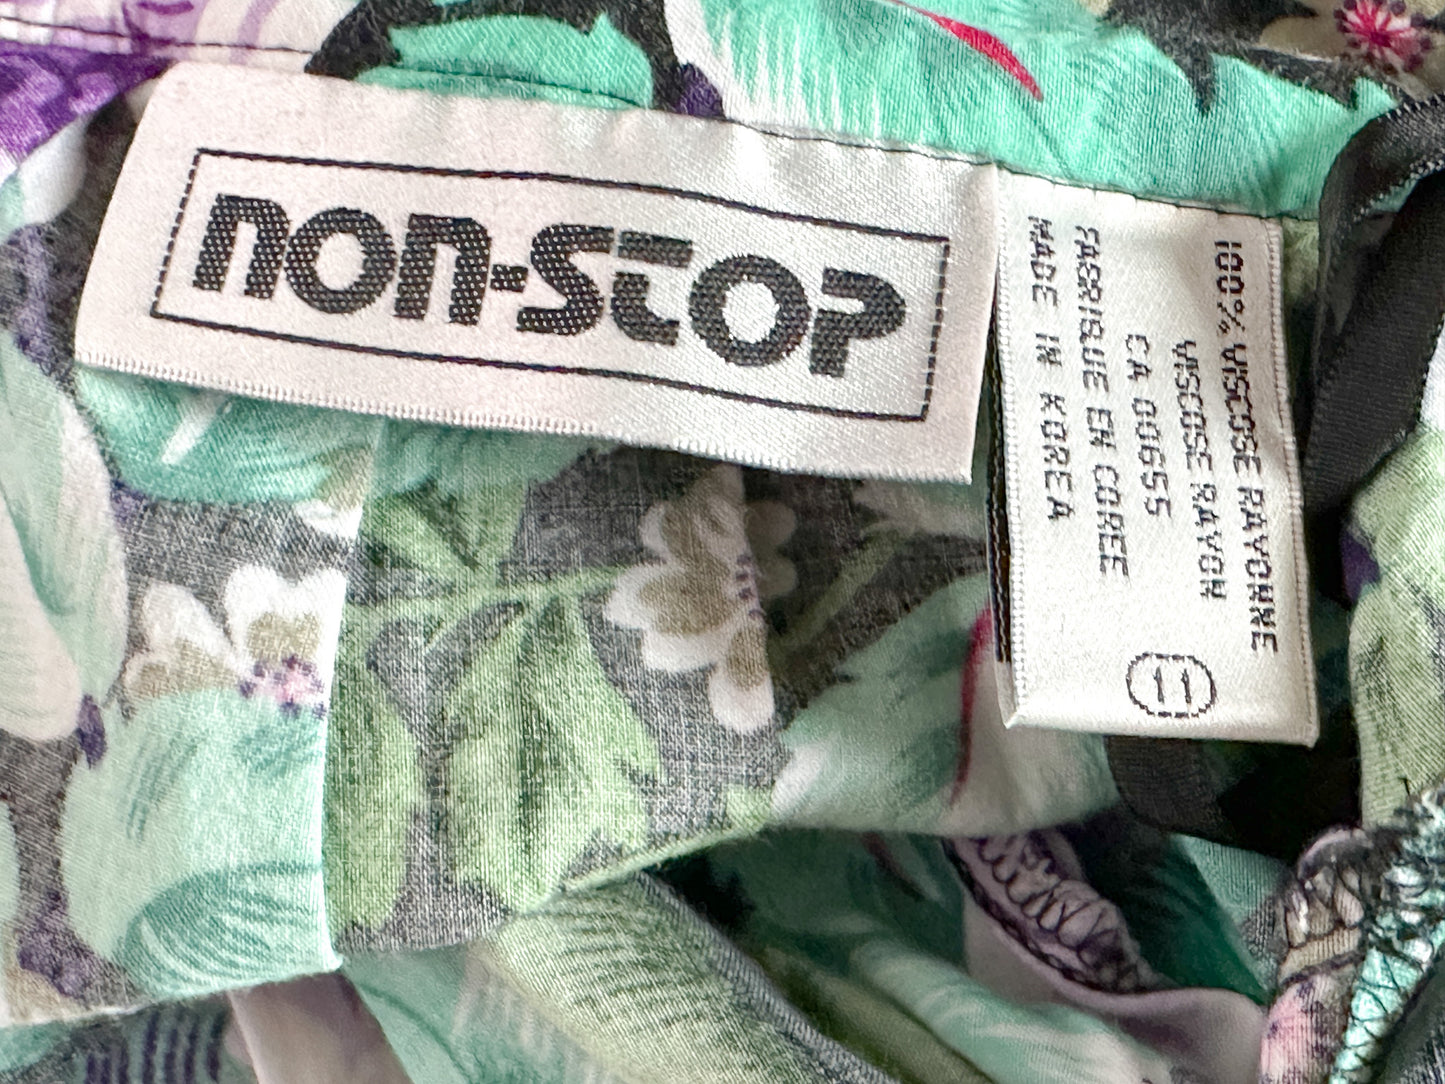 non-stop
100% VISCOSE RAYONNE
VISCOSE RAYON
CA 00655
FABRIQUE EN COREE
MADE IN KOREA
11